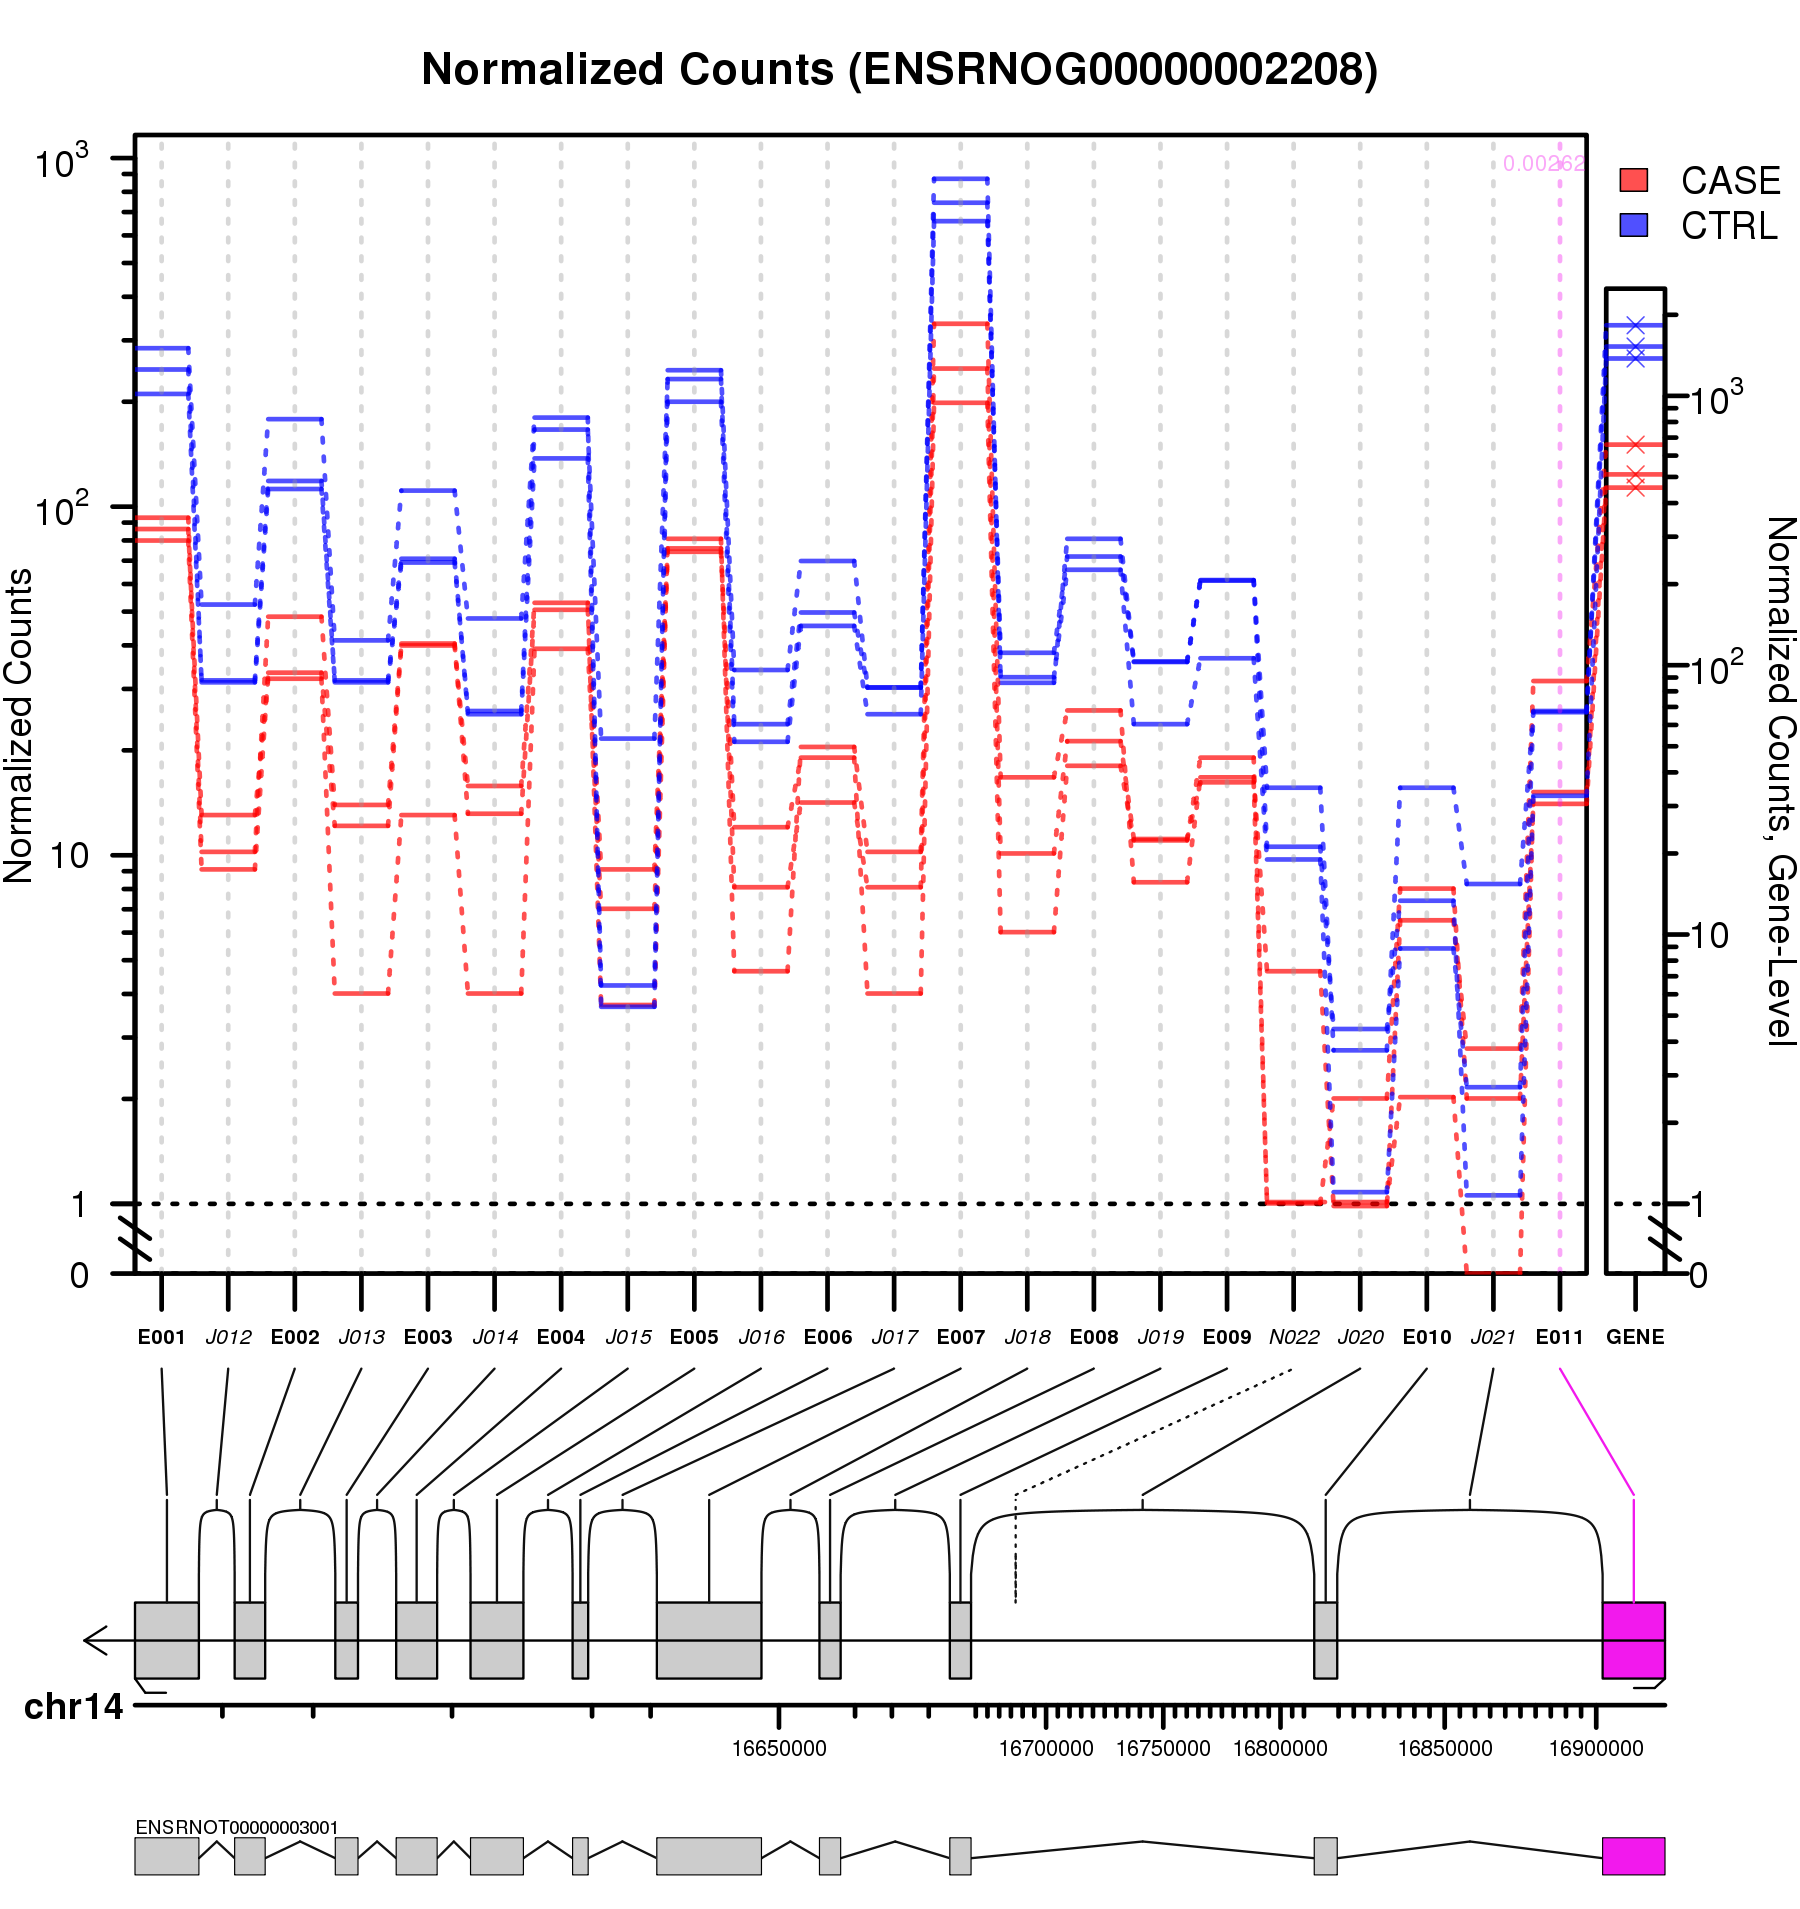 Normalized Counts (ENSRNOG00000002208)
0.00262
CASE
CTRL
Normalized Counts
10³
10²
10
1
0
Normalized Counts, Gene-Level
10³
10²
10
1
0
E001 J012 E002 J013 E003 J014 E004 J015 E005 J016 E006 J017 E007 J018 E008 J019 E009 N022 J020 E010 J021 E011 GENE
chr14
16650000 16700000 16750000 16800000 16850000 16900000
ENSRNOT00000003001